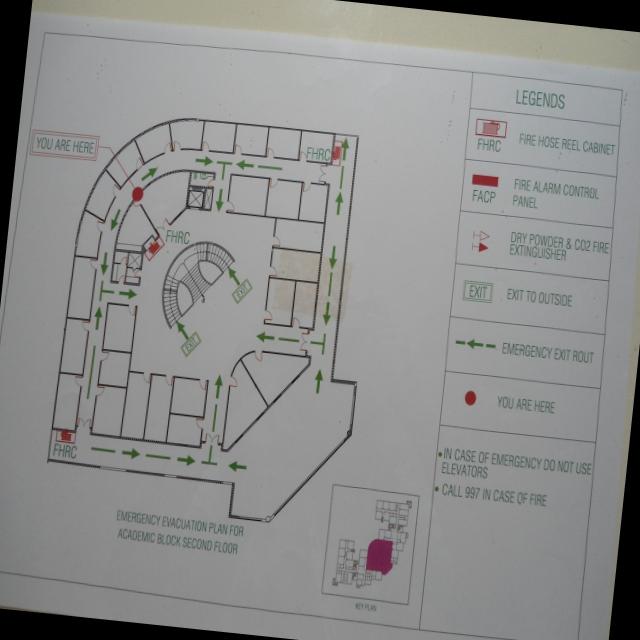 YOU ARE HERE
FHRC
FHRC
EXIT
EXIT
FHRC
EMERGENCY EVACUATION PLAN FOR
ACADEMIC BLOCK SECOND FLOOR
KEY PLAN
LEGENDS
FHRC
FIRE HOSE REEL CABINET
FACP
FIRE ALARM CONTROL
PANEL
DRY POWDER & CO2 FIRE
EXTINGUISHER
EXIT
EXIT TO OUTSIDE
EMERGENCY EXIT ROUT
YOU ARE HERE
• IN CASE OF EMERGENCY DO NOT USE
ELEVATORS
• CALL 997 IN CASE OF FIRE